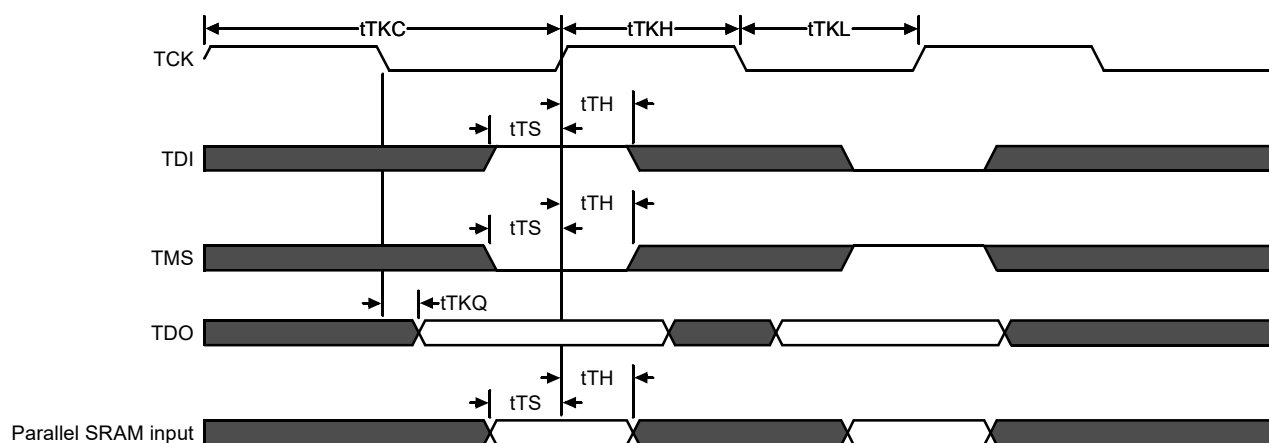 tTKC tTKH tTKL
TCK
tTH
tTS
TDI
tTH
tTS
TMS
tTKQ
TDO
tTH
tTS
Parallel SRAM input